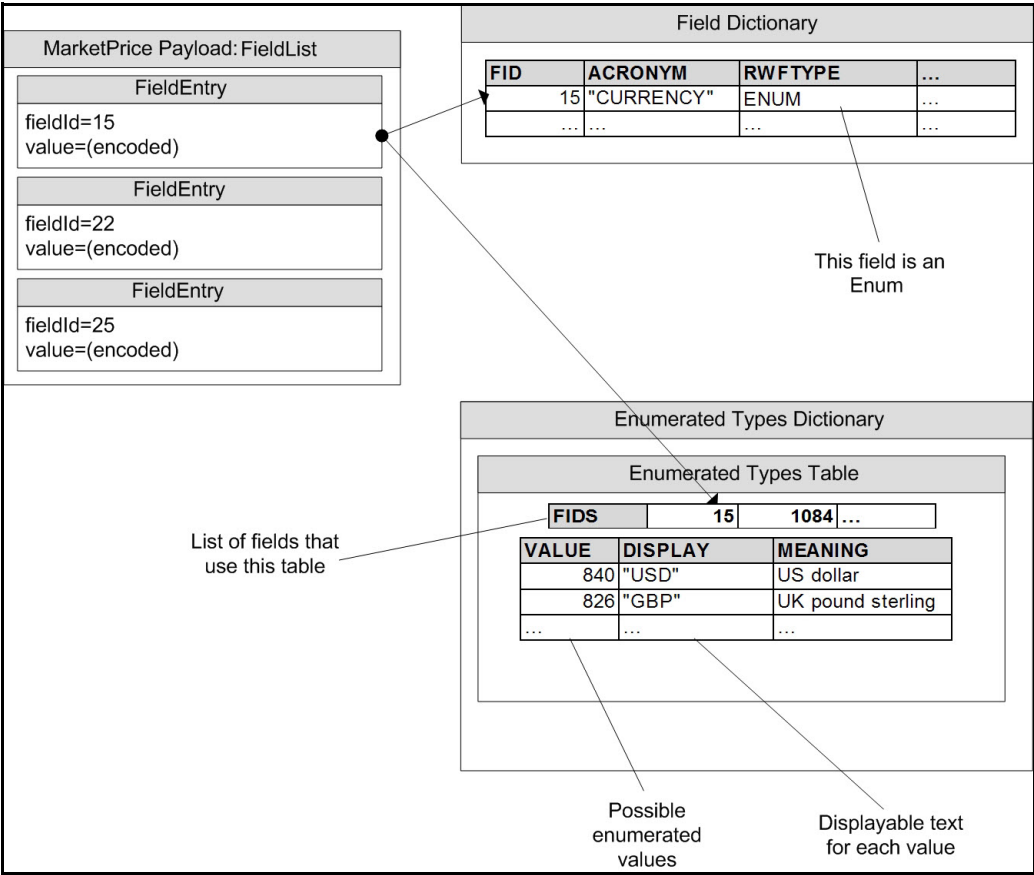 MarketPrice Payload: FieldList
FieldEntry
fieldId=15
value=(encoded)
FieldEntry
fieldId=22
value=(encoded)
FieldEntry
fieldId=25
value=(encoded)
Field Dictionary
FID ACRONYM RWFTYPE ...
15 "CURRENCY" ENUM ...
... ... ... ...
This field is an
Enum
Enumerated Types Dictionary
Enumerated Types Table
FIDS 15 1084 ...
List of fields that
use this table
VALUE DISPLAY MEANING
840 "USD" US dollar
826 "GBP" UK pound sterling
... ... ...
Possible
enumerated
values
Displayable text
for each value